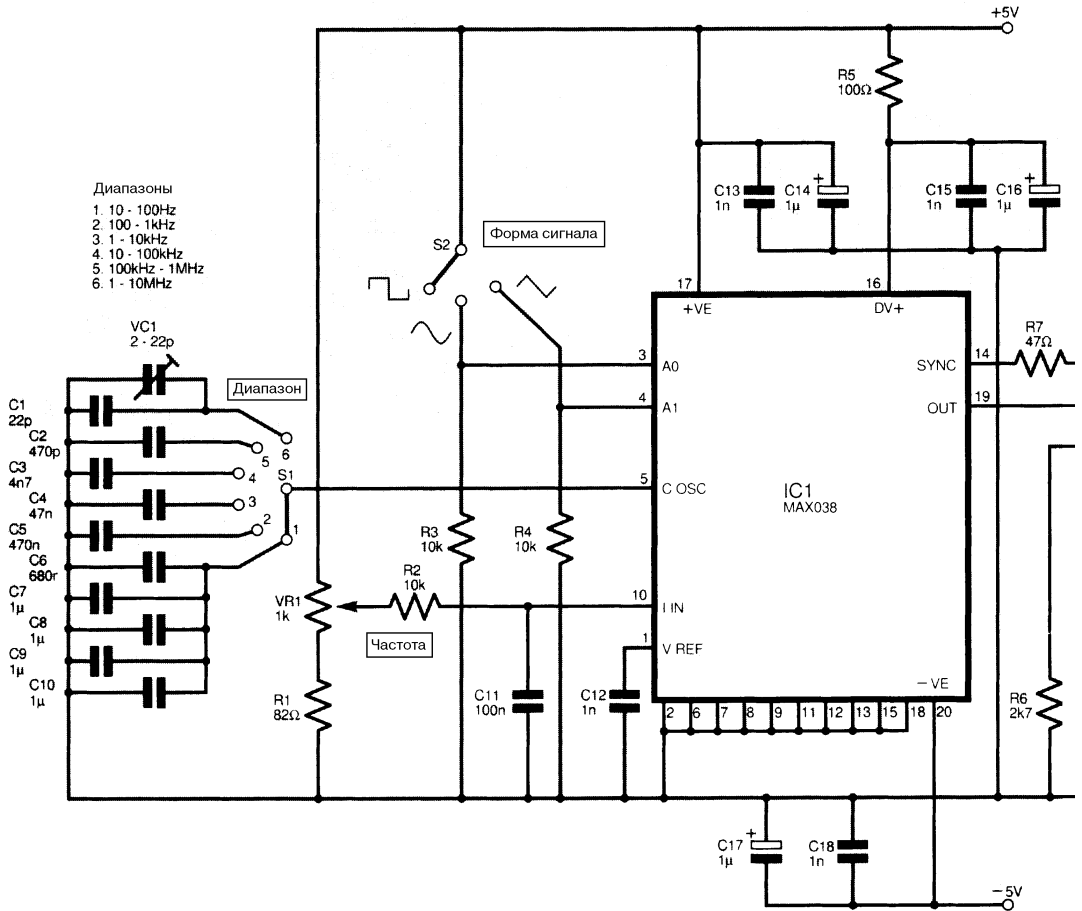 +5V
R5
100Ω
Диапазоны
1. 10 - 100Hz
2. 100 - 1kHz
3. 1 - 10kHz
4. 10 - 100kHz
5. 100kHz - 1MHz
6. 1 - 10MHz
C13
1n
+
C14
1µ
C15
1n
+
C16
1µ
S2
Форма сигнала
17
+VE
16
DV+
VC1
2 - 22p
Диапазон
3
A0
4
A1
5
C OSC
10
I IN
1
V REF
SYNC
14
OUT
19
R7
47Ω
IC1
MAX038
C1
22p
C2
470p
C3
4n7
C4
47n
C5
470n
C6
680n
C7
1µ
C8
1µ
C9
1µ
C10
1µ
6
5
4
S1
3
2
1
R3
10k
R4
10k
R2
10k
VR1
1k
Частота
R1
82Ω
C11
100n
C12
1n
–VE
2
6
7
8
9
11
12
13
15
18
20
R6
2k7
+
C17
1µ
C18
1n
–5V